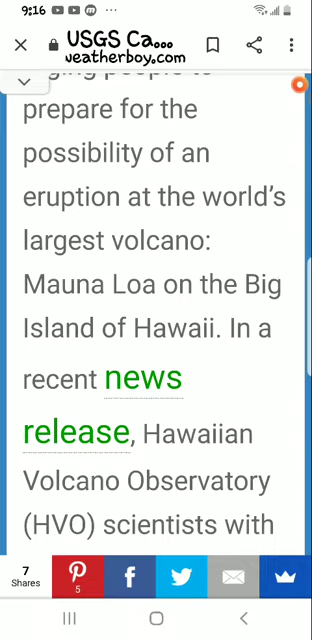 9:16
USGS Ca...
weatherboy.com
prepare for the
possibility of an
eruption at the world's
largest volcano:
Mauna Loa on the Big
Island of Hawaii. In a
recent news
release, Hawaiian
Volcano Observatory
(HVO) scientists with
7
Shares
5